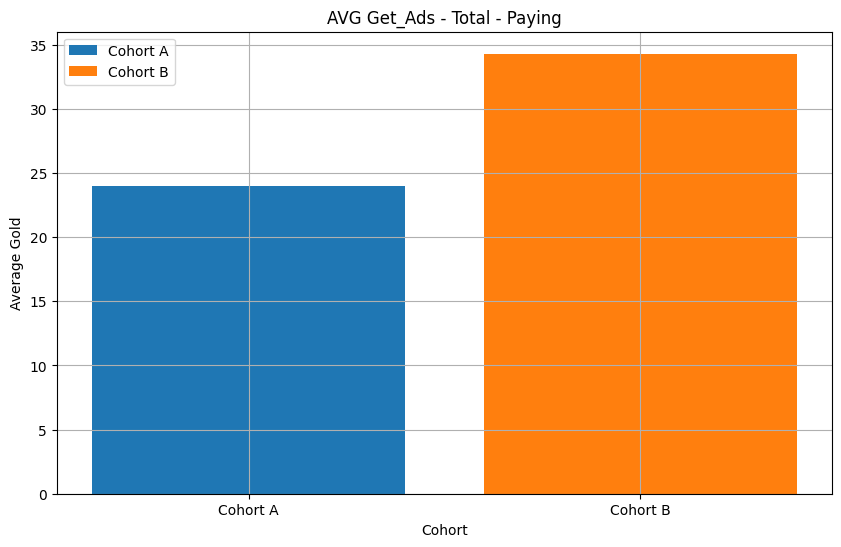 AVG Get_Ads - Total - Paying
Cohort A
Cohort B
35
30
25
20
15
10
5
0
Average Gold
Cohort A
Cohort B
Cohort